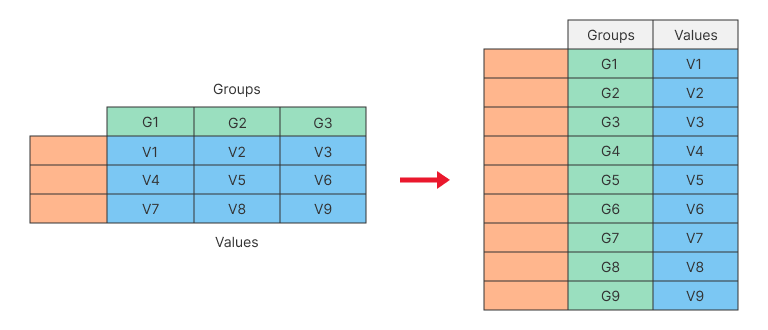 Groups
G1 G2 G3
V1 V2 V3
V4 V5 V6
V7 V8 V9
Values
Groups Values
G1 V1
G2 V2
G3 V3
G4 V4
G5 V5
G6 V6
G7 V7
G8 V8
G9 V9